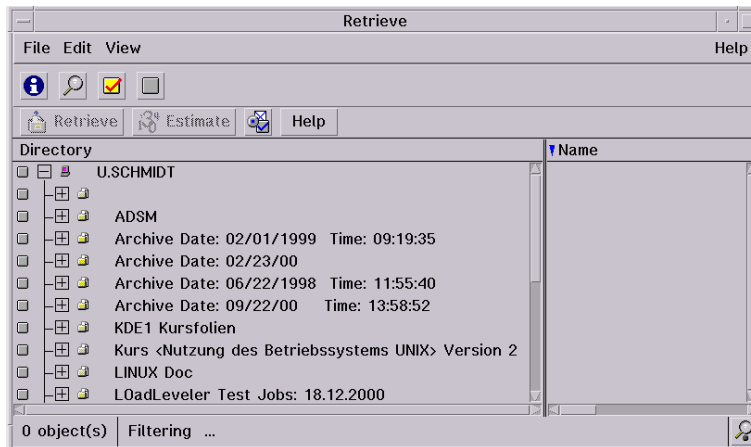 Retrieve
File Edit View Help
Retrieve Estimate Help
Directory Name
U.SCHMIDT
ADSM
Archive Date: 02/01/1999 Time: 09:19:35
Archive Date: 02/23/00
Archive Date: 06/22/1998 Time: 11:55:40
Archive Date: 09/22/00 Time: 13:58:52
KDE1 Kursfolien
Kurs <Nutzung des Betriebssystems UNIX> Version 2
LINUX Doc
LOadLeveler Test Jobs: 18.12.2000
0 object(s) Filtering ...